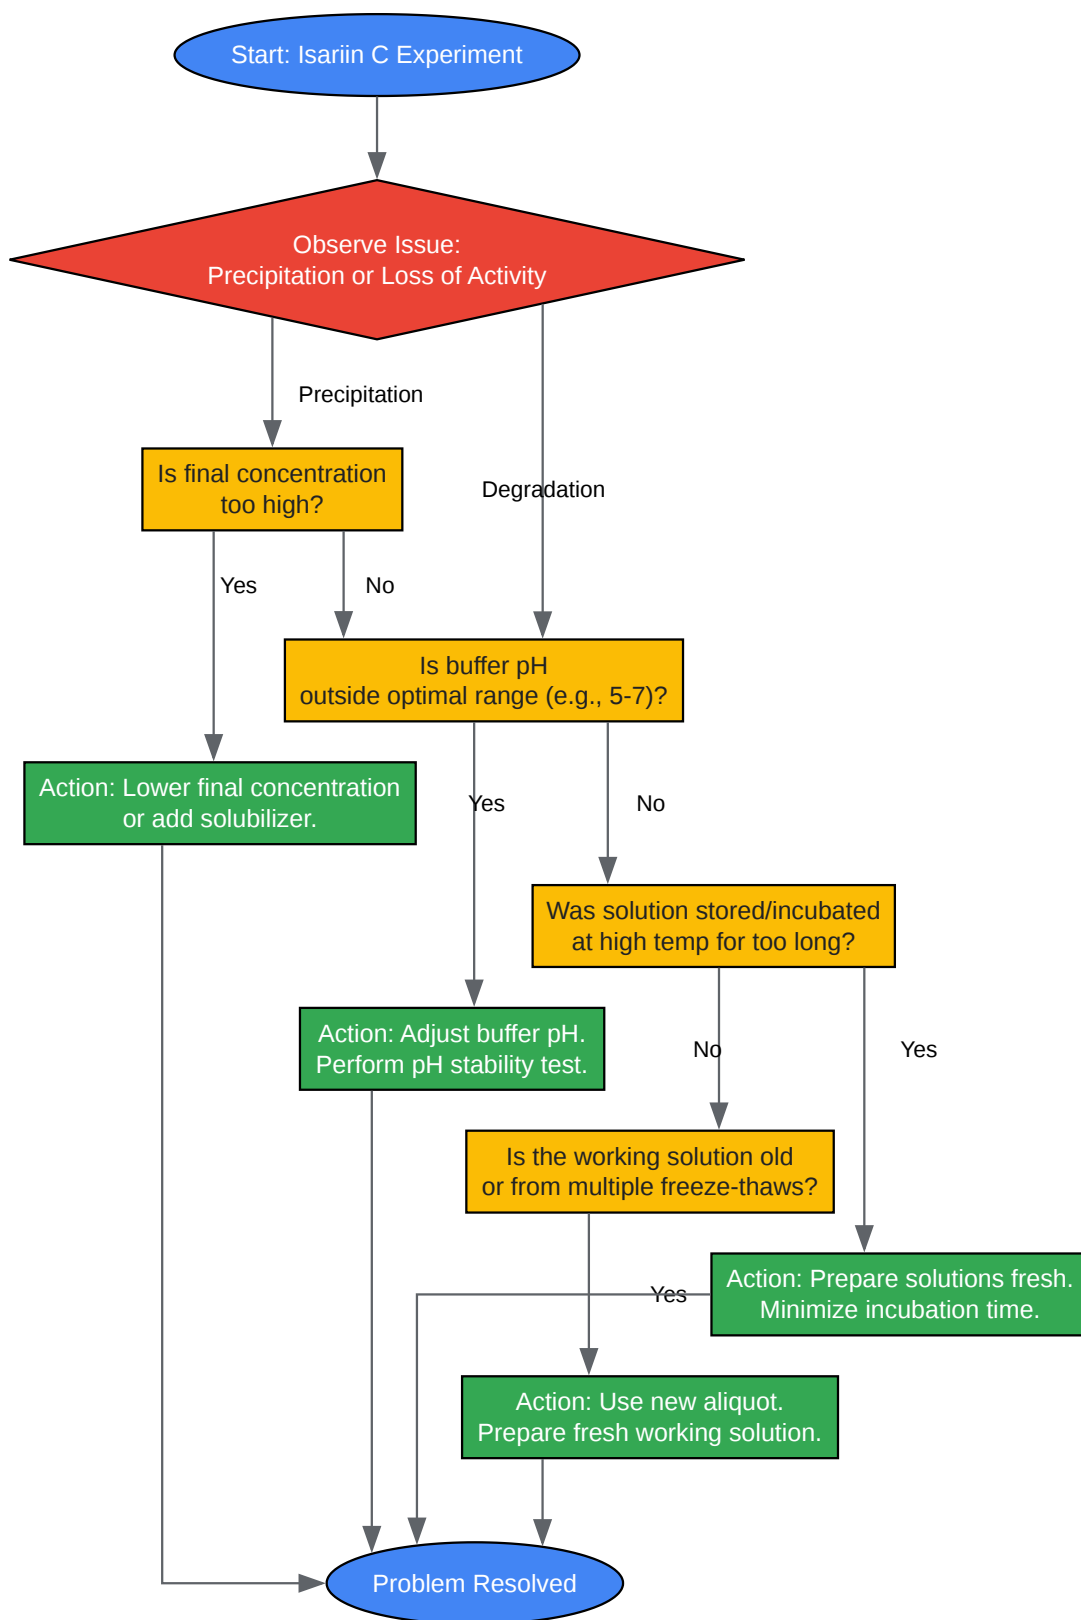 Start: Isariin C Experiment
Observe Issue:
Precipitation or Loss of Activity
Precipitation
Is final concentration
too high?
Degradation
Yes
No
Is buffer pH
outside optimal range (e.g., 5-7)?
Action: Lower final concentration
or add solubilizer.
Yes
No
Was solution stored/incubated
at high temp for too long?
Action: Adjust buffer pH.
Perform pH stability test.
No
Yes
Is the working solution old
or from multiple freeze-thaws?
Yes
Action: Prepare solutions fresh.
Minimize incubation time.
Action: Use new aliquot.
Prepare fresh working solution.
Problem Resolved